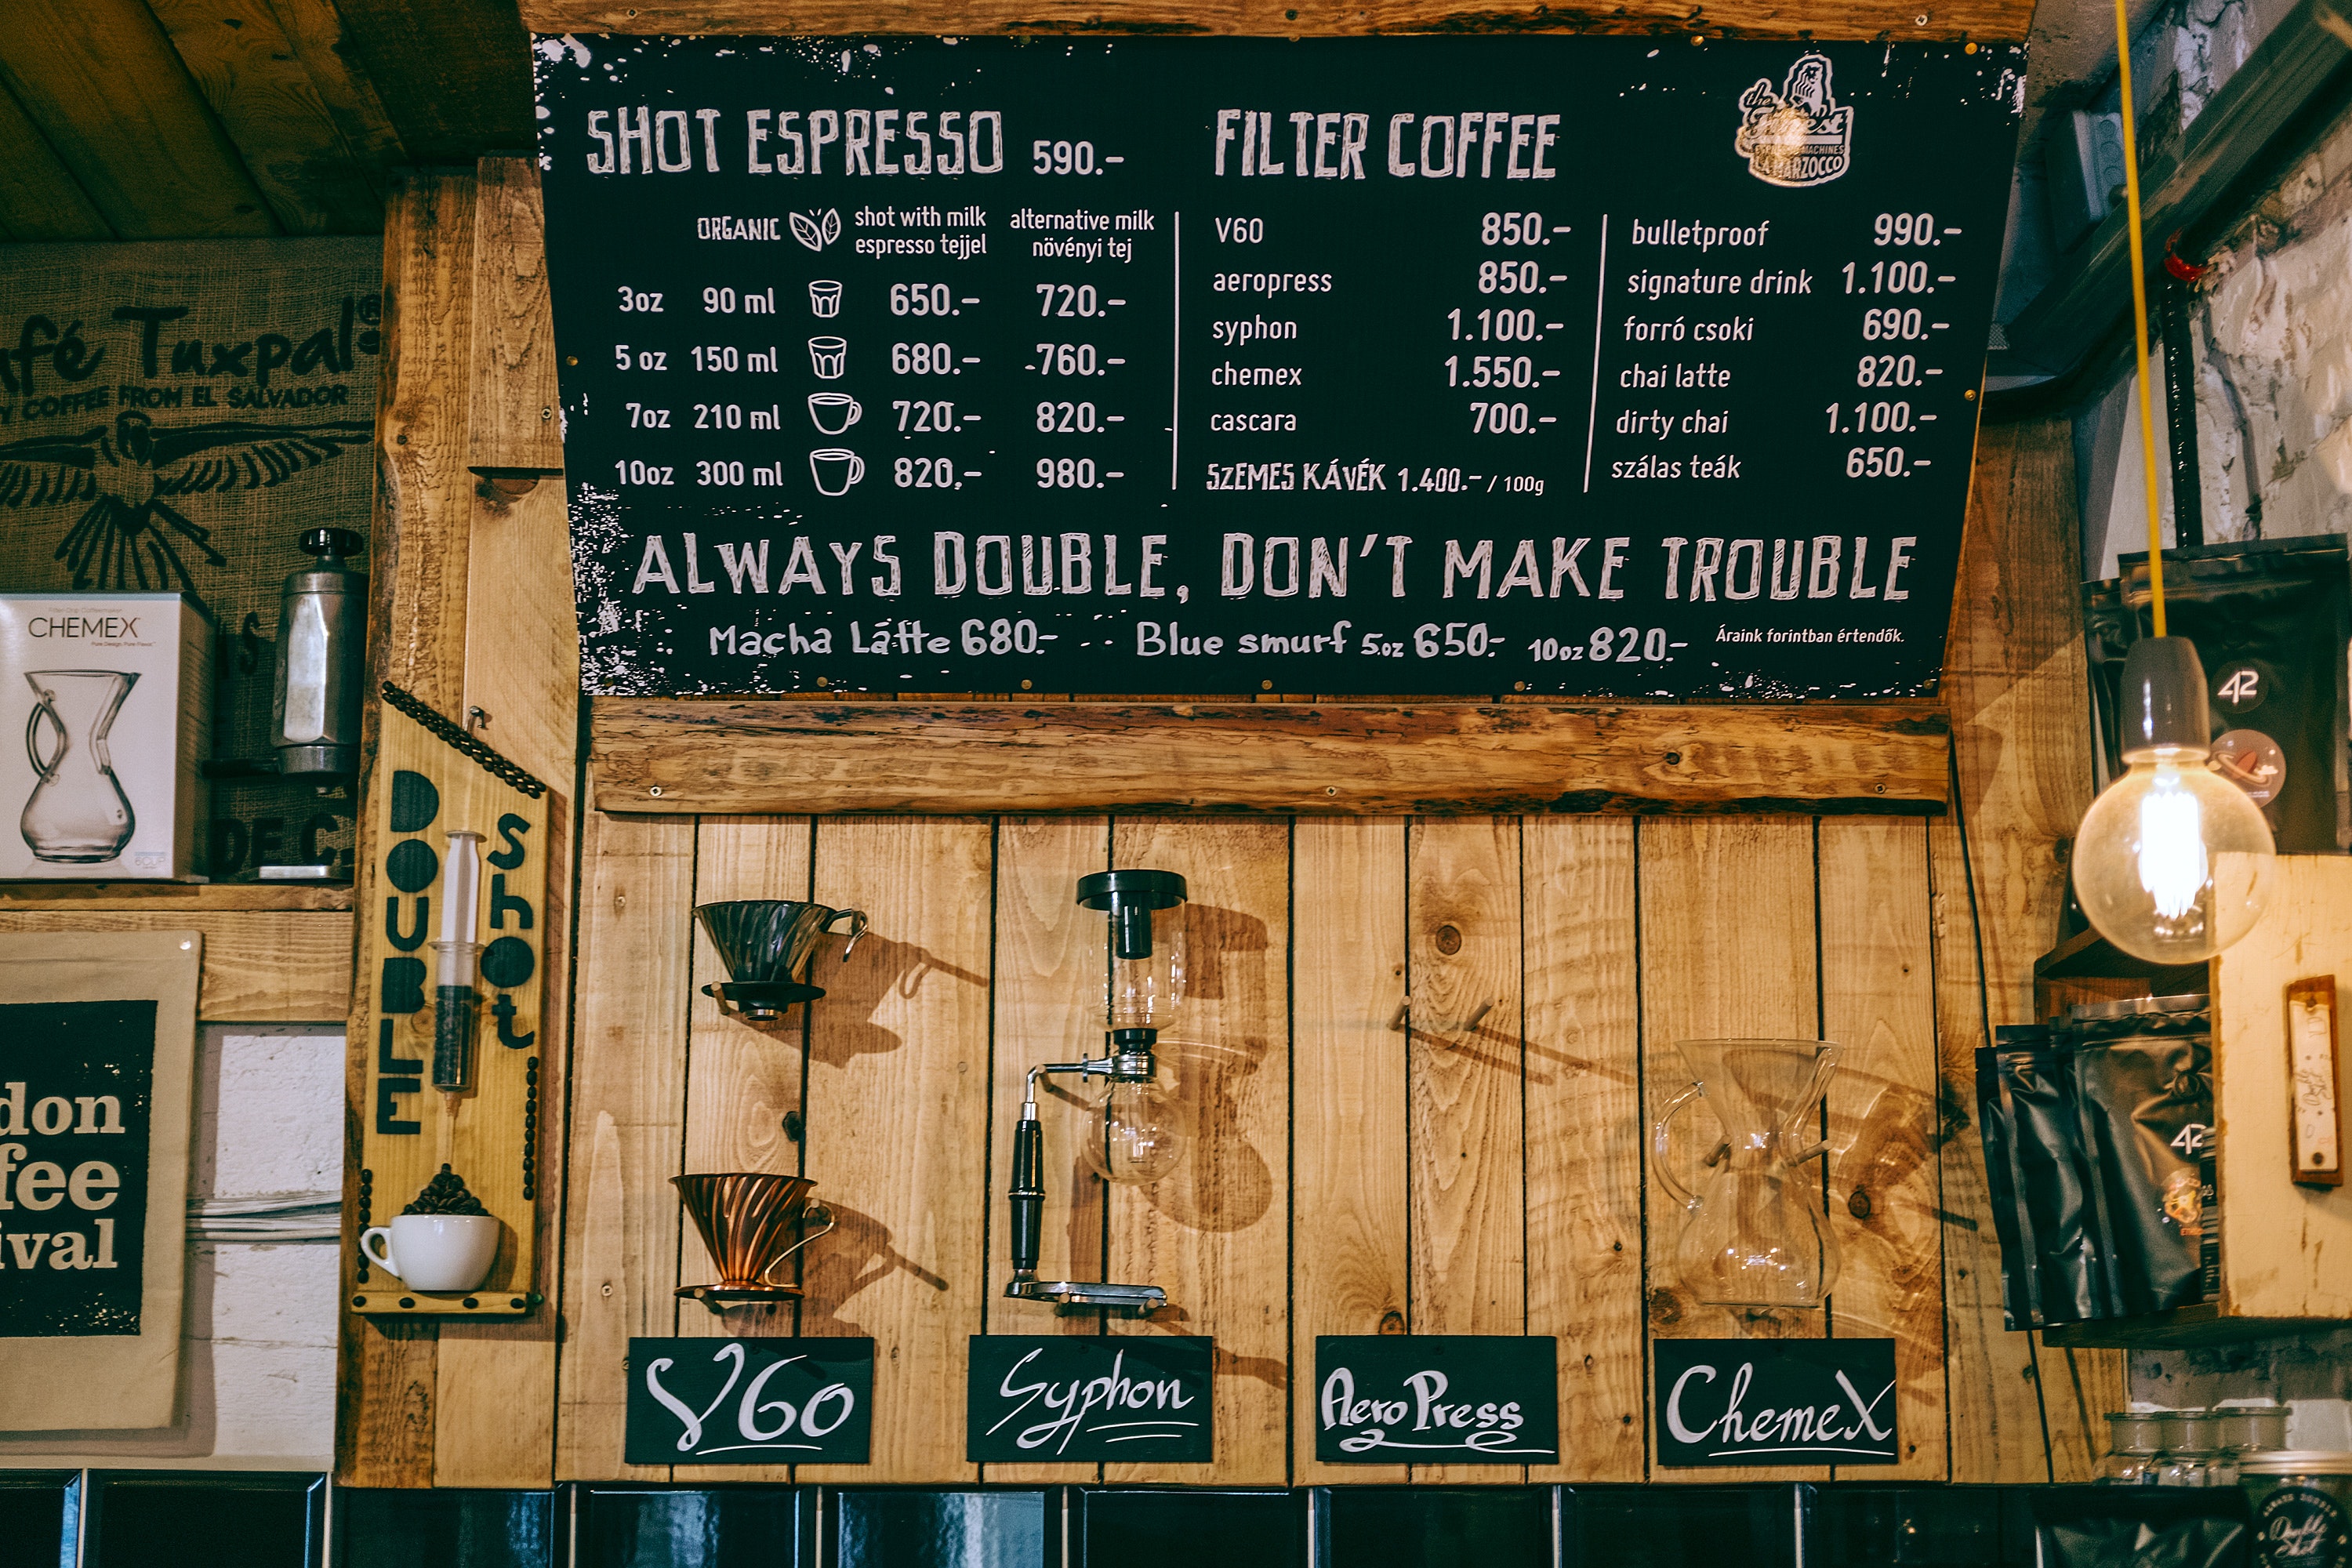 SHOT ESPRESSO 590.-
ORGANIC shot with milk alternative milk
espresso tejjel növényi tej
3oz 90 ml 650.- 720.-
5 oz 150 ml 680.- 760.-
7oz 210 ml 720.- 820.-
10oz 300 ml 820.- 980.-
FILTER COFFEE
V60 850.-
aeropress 850.-
syphon 1.100.-
chemex 1.550.-
cascara 700.-
SZEMES KÁVÉK 1.400.- / 100g
the
LA MARZOCCO
bulletproof 990.-
signature drink 1.100.-
forró csoki 690.-
chai latte 820.-
dirty chai 1.100.-
szálas teák 650.-
ALWAYS DOUBLE, DON'T MAKE TROUBLE
Macha Látte 680.- Blue smurf 5oz 650.- 10oz 820.-
Áraink forintban értendők.
afé Tuxpal®
Y COFFEE FROM EL SALVADOR
CHEMEX
DE C
DOUBLE
Shot
don
fee
ival
V60
Syphon
AeroPress
ChemeX
42
42